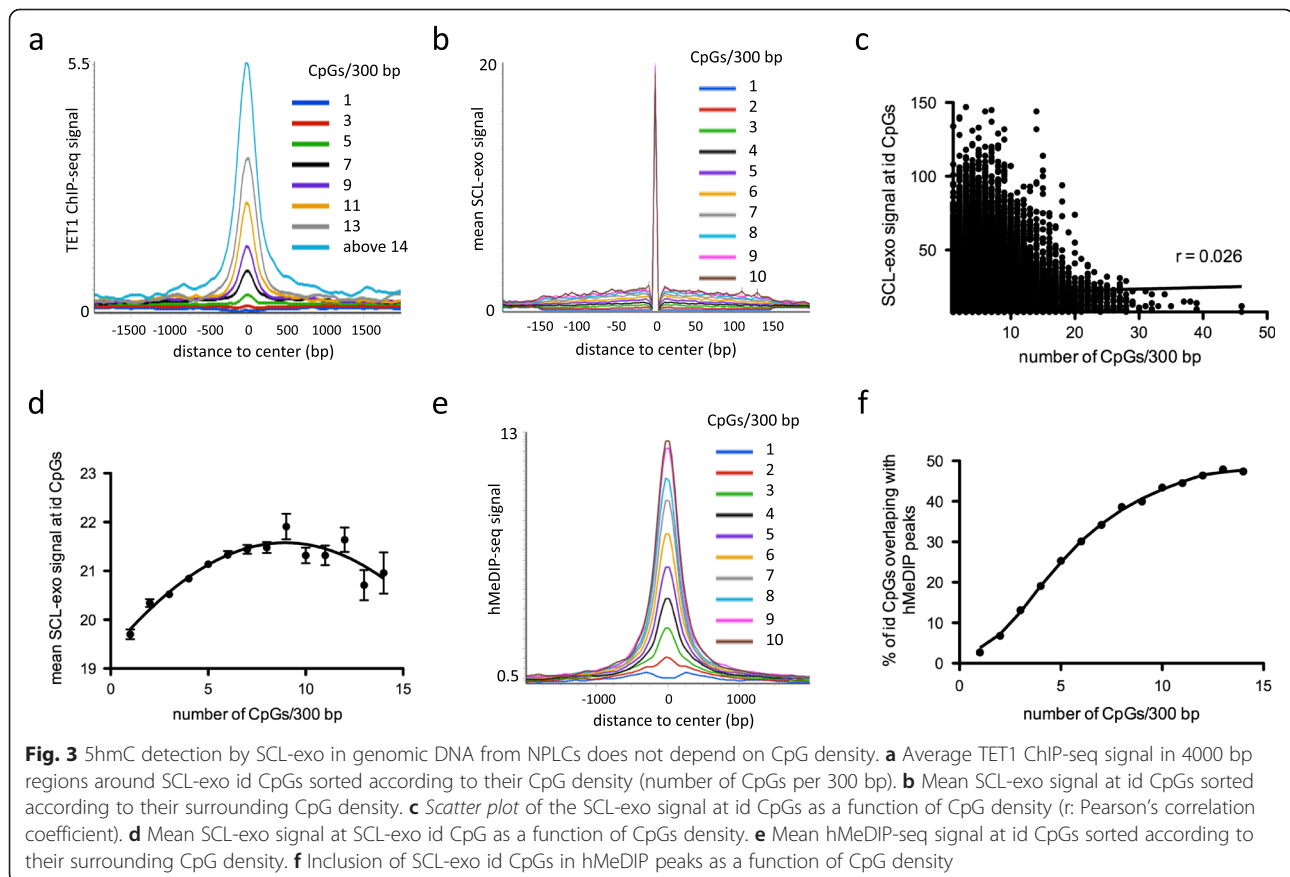 a
5.5
TET1 ChIP-seq signal
0
-1500 -1000 -500 0 500 1000 1500
distance to center (bp)
CpGs/300 bp
1
3
5
7
9
11
13
above 14
b
20
mean SCL-exo signal
0
-150 -100 -50 0 50 100 150
distance to center (bp)
CpGs/300 bp
1
2
3
4
5
6
7
8
9
10
c
SCL-exo signal at id CpGs
150
100
50
r = 0.026
10 20 30 40 50
number of CpGs/300 bp
d
mean SCL-exo signal at id CpGs
23
22
21
20
19
0 5 10 15
number of CpGs/300 bp
e
13
hMeDIP-seq signal
0.5
-1000 0 1000
distance to center (bp)
CpGs/300 bp
1
2
3
4
5
6
7
8
9
10
f
% of id CpGs overlaping with
hMeDIP peaks
50
40
30
20
10
0
0 5 10 15
number of CpGs/300 bp
Fig. 3 5hmC detection by SCL-exo in genomic DNA from NPLCs does not depend on CpG density. a Average TET1 ChIP-seq signal in 4000 bp
regions around SCL-exo id CpGs sorted according to their CpG density (number of CpGs per 300 bp). b Mean SCL-exo signal at id CpGs sorted
according to their surrounding CpG density. c Scatter plot of the SCL-exo signal at id CpGs as a function of CpG density (r: Pearson's correlation
coefficient). d Mean SCL-exo signal at SCL-exo id CpG as a function of CpGs density. e Mean hMeDIP-seq signal at id CpGs sorted according to
their surrounding CpG density. f Inclusion of SCL-exo id CpGs in hMeDIP peaks as a function of CpG density